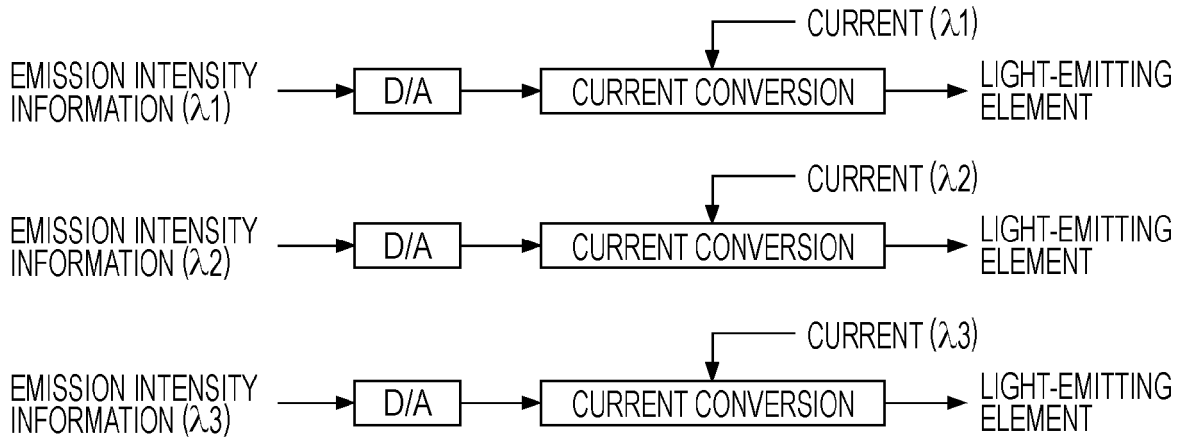 CURRENT (λ1)
EMISSION INTENSITY
INFORMATION (λ1)
D/A
CURRENT CONVERSION
LIGHT-EMITTING
ELEMENT
CURRENT (λ2)
EMISSION INTENSITY
INFORMATION (λ2)
D/A
CURRENT CONVERSION
LIGHT-EMITTING
ELEMENT
CURRENT (λ3)
EMISSION INTENSITY
INFORMATION (λ3)
D/A
CURRENT CONVERSION
LIGHT-EMITTING
ELEMENT